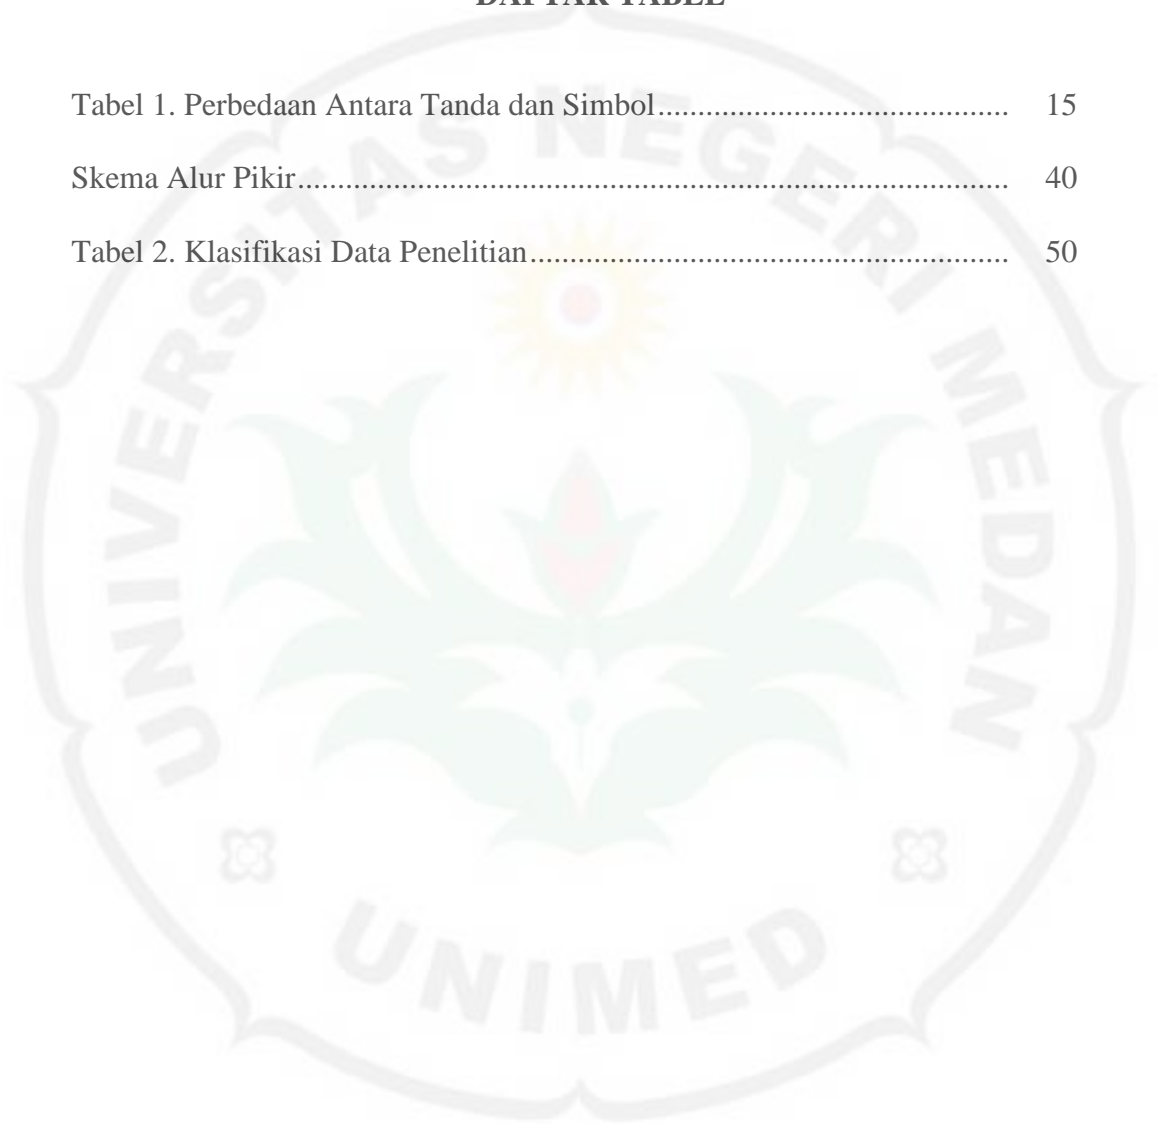 DAFTAR TABEL
Tabel 1. Perbedaan Antara Tanda dan Simbol............................................ 15
Skema Alur Pikir........................................................................................ 40
Tabel 2. Klasifikasi Data Penelitian........................................................... 50
UNIVERSITAS NEGERI MEDAN
UNIMED